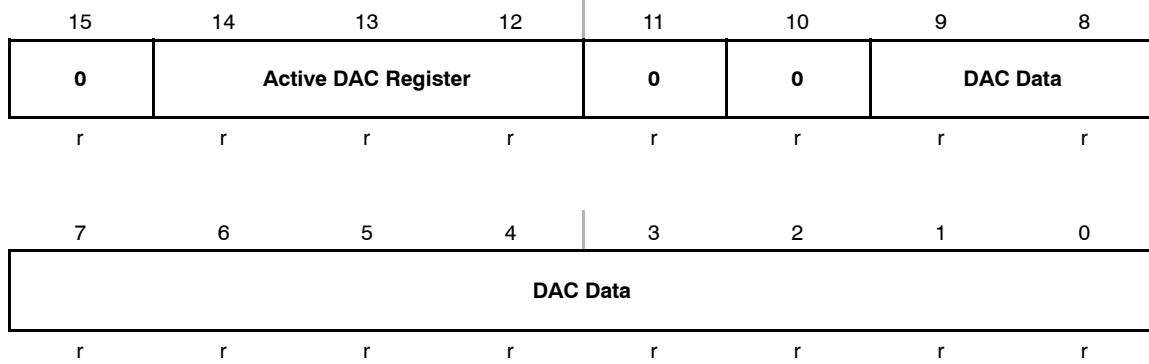 15 14 13 12 11 10 9 8
0 Active DAC Register 0 0 DAC Data
r r r r r r r r
7 6 5 4 3 2 1 0
DAC Data
r r r r r r r r